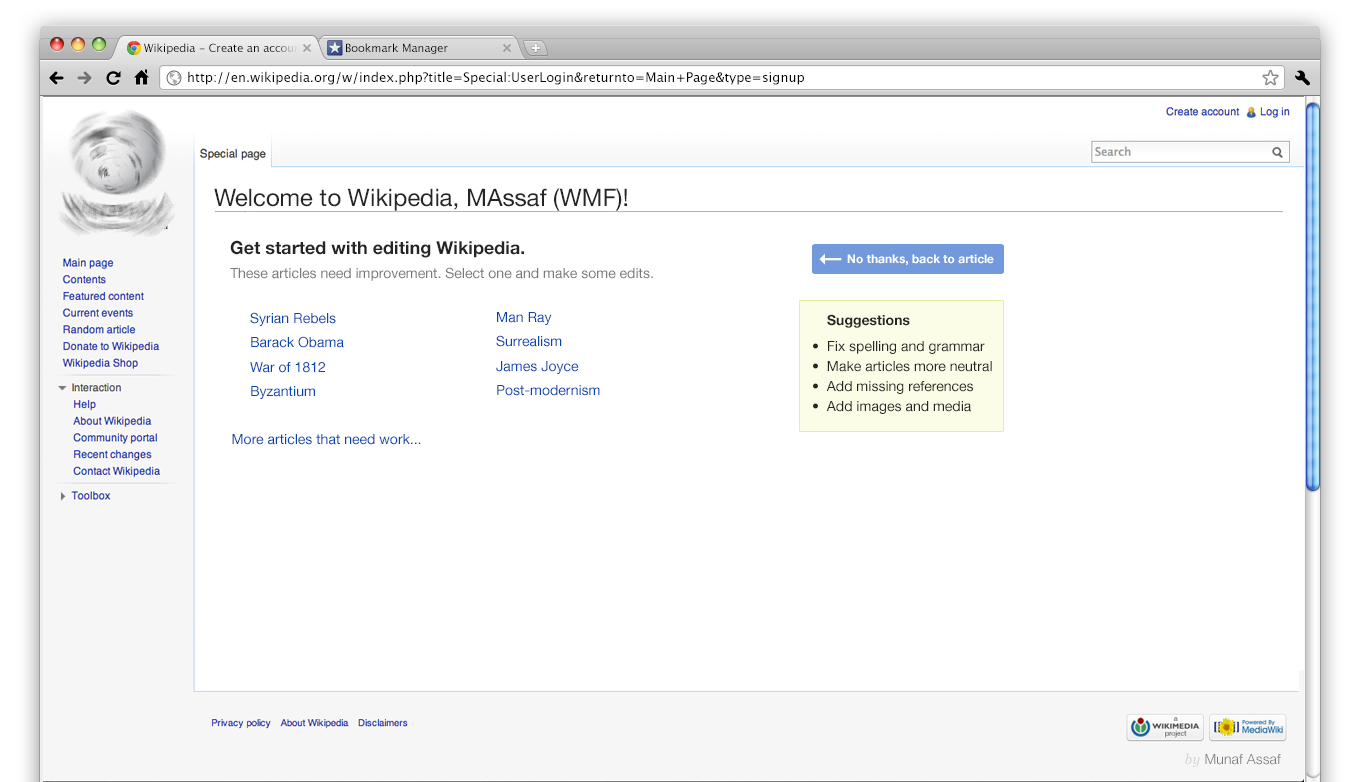 Wikipedia – Create an accou
Bookmark Manager
http://en.wikipedia.org/w/index.php?title=Special:UserLogin&returnto=Main+Page&type=signup
Create account Log in
Special page
Search
Welcome to Wikipedia, MAssaf (WMF)!
Get started with editing Wikipedia.
These articles need improvement. Select one and make some edits.
No thanks, back to article
Syrian Rebels
Barack Obama
War of 1812
Byzantium
Man Ray
Surrealism
James Joyce
Post-modernism
More articles that need work...
Suggestions
• Fix spelling and grammar
• Make articles more neutral
• Add missing references
• Add images and media
Main page
Contents
Featured content
Current events
Random article
Donate to Wikipedia
Wikipedia Shop
Interaction
Help
About Wikipedia
Community portal
Recent changes
Contact Wikipedia
Toolbox
Privacy policy About Wikipedia Disclaimers
a
WIKIMEDIA
project
Powered By
MediaWiki
by Munaf Assaf